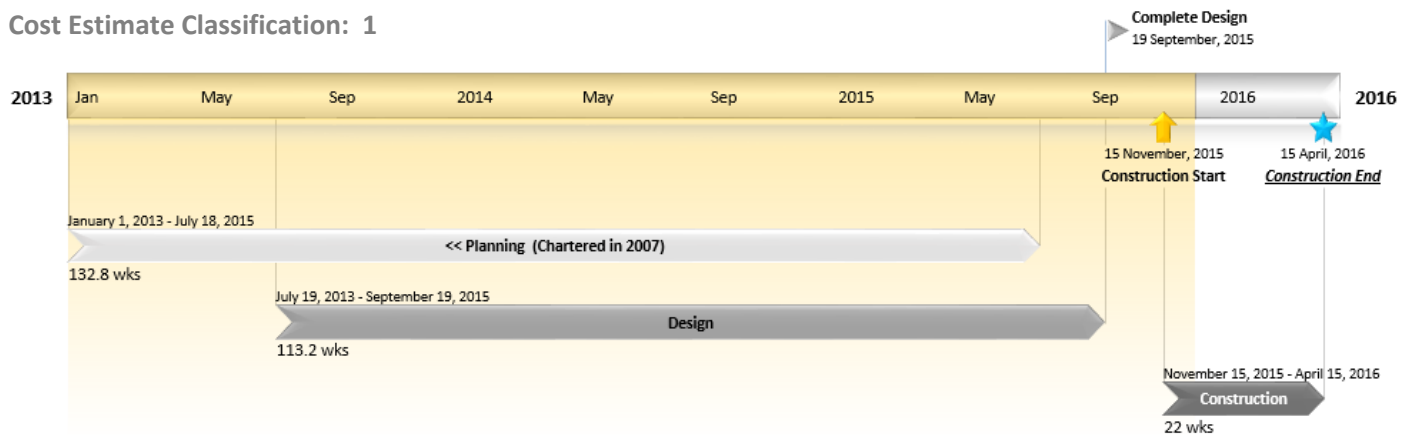 Cost Estimate Classification: 1
Complete Design
19 September, 2015
2013 Jan May Sep 2014 May Sep 2015 May Sep 2016 2016
15 November, 2015
Construction Start
15 April, 2016
Construction End
January 1, 2013 - July 18, 2015
<< Planning (Chartered in 2007)
132.8 wks
July 19, 2013 - September 19, 2015
Design
113.2 wks
November 15, 2015 - April 15, 2016
Construction
22 wks